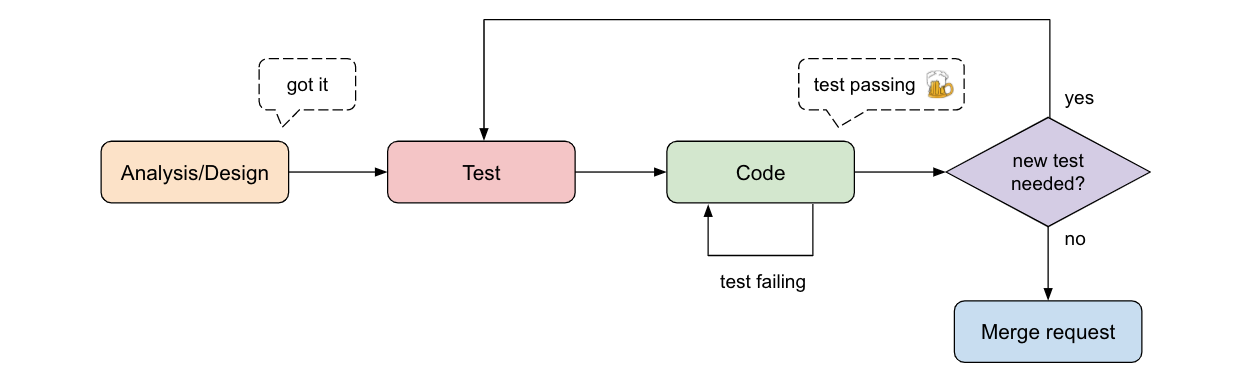 got it
test passing 🍻
yes
Analysis/Design
Test
Code
new test
needed?
no
test failing
Merge request